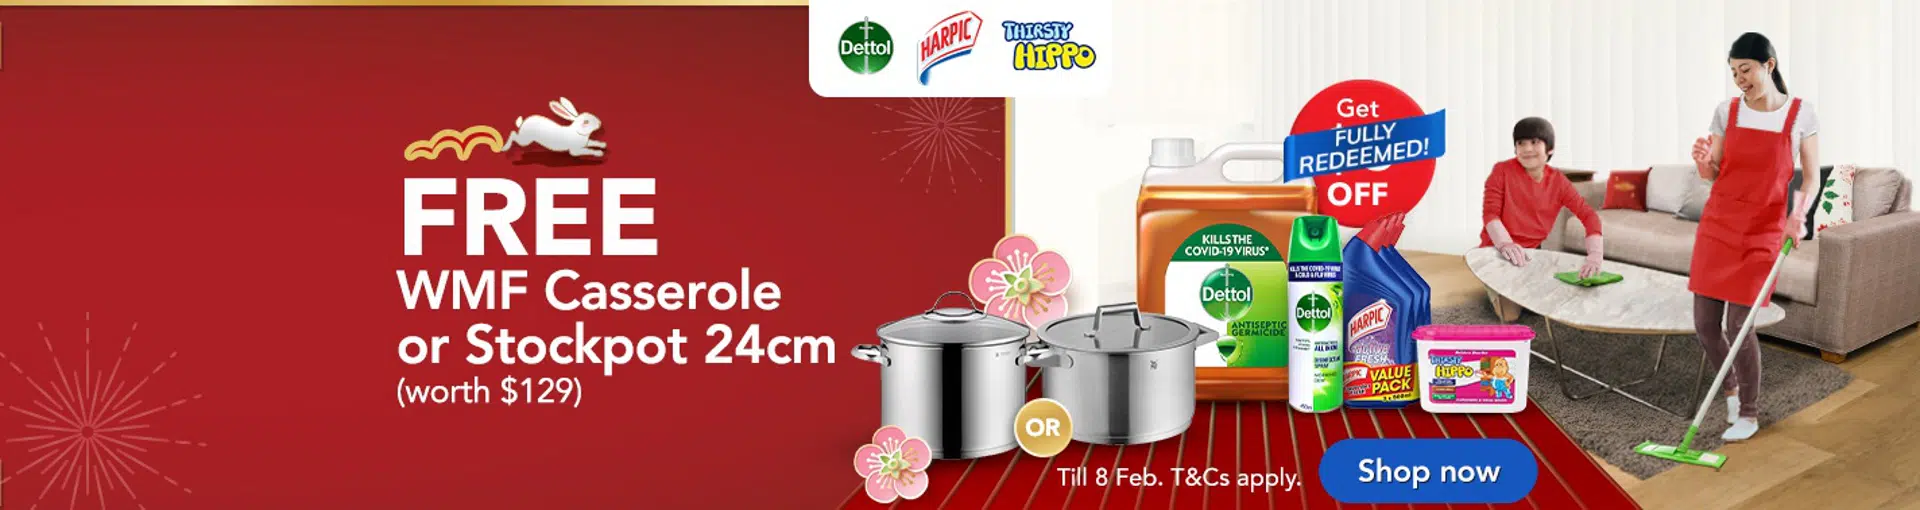 Dettol
HARPIC
THIRSTY
HIPPO
FREE
WMF Casserole
or Stockpot 24cm
(worth $129)
OR
Get
FULLY
REDEEMED!
OFF
KILLS THE
COVID-19 VIRUS*
Dettol
ANTISEPTIC
GERMICIDE
Dettol
HARPIC
ACTIVE
FRESH
VALUE
PACK
THIRSTY
HIPPO
Till 8 Feb. T&Cs apply.
Shop now